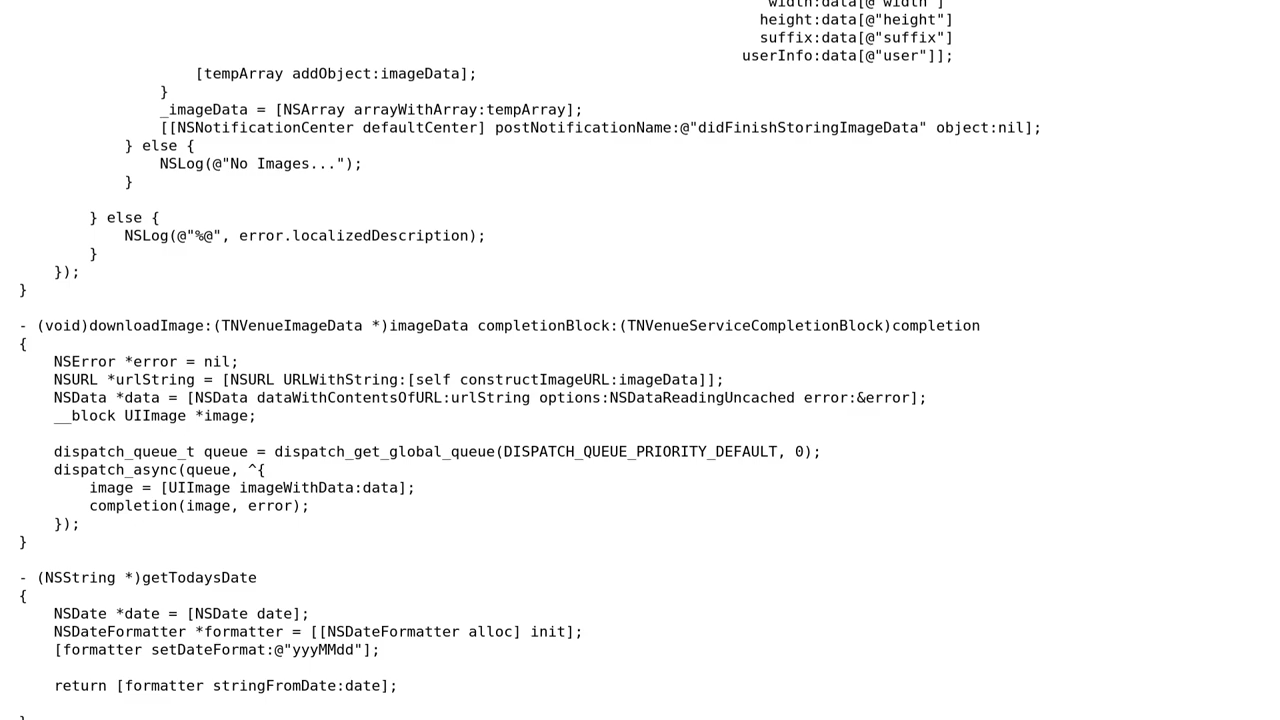 width:data[@"width"]
height:data[@"height"]
suffix:data[@"suffix"]
userInfo:data[@"user"]];
[tempArray addObject:imageData];
}
_imageData = [NSArray arrayWithArray:tempArray];
[[NSNotificationCenter defaultCenter] postNotificationName:@"didFinishStoringImageData" object:nil];
} else {
NSLog(@"No Images...");
}
} else {
NSLog(@"%@", error.localizedDescription);
}
});
}
- (void)downloadImage:(TNVenueImageData *)imageData completionBlock:(TNVenueServiceCompletionBlock)completion
{
NSError *error = nil;
NSURL *urlString = [NSURL URLWithString:[self constructImageURL:imageData]];
NSData *data = [NSData dataWithContentsOfURL:urlString options:NSDataReadingUncached error:&error];
__block UIImage *image;
dispatch_queue_t queue = dispatch_get_global_queue(DISPATCH_QUEUE_PRIORITY_DEFAULT, 0);
dispatch_async(queue, ^{
image = [UIImage imageWithData:data];
completion(image, error);
});
}
- (NSString *)getTodaysDate
{
NSDate *date = [NSDate date];
NSDateFormatter *formatter = [[NSDateFormatter alloc] init];
[formatter setDateFormat:@"yyyMMdd"];
return [formatter stringFromDate:date];
}